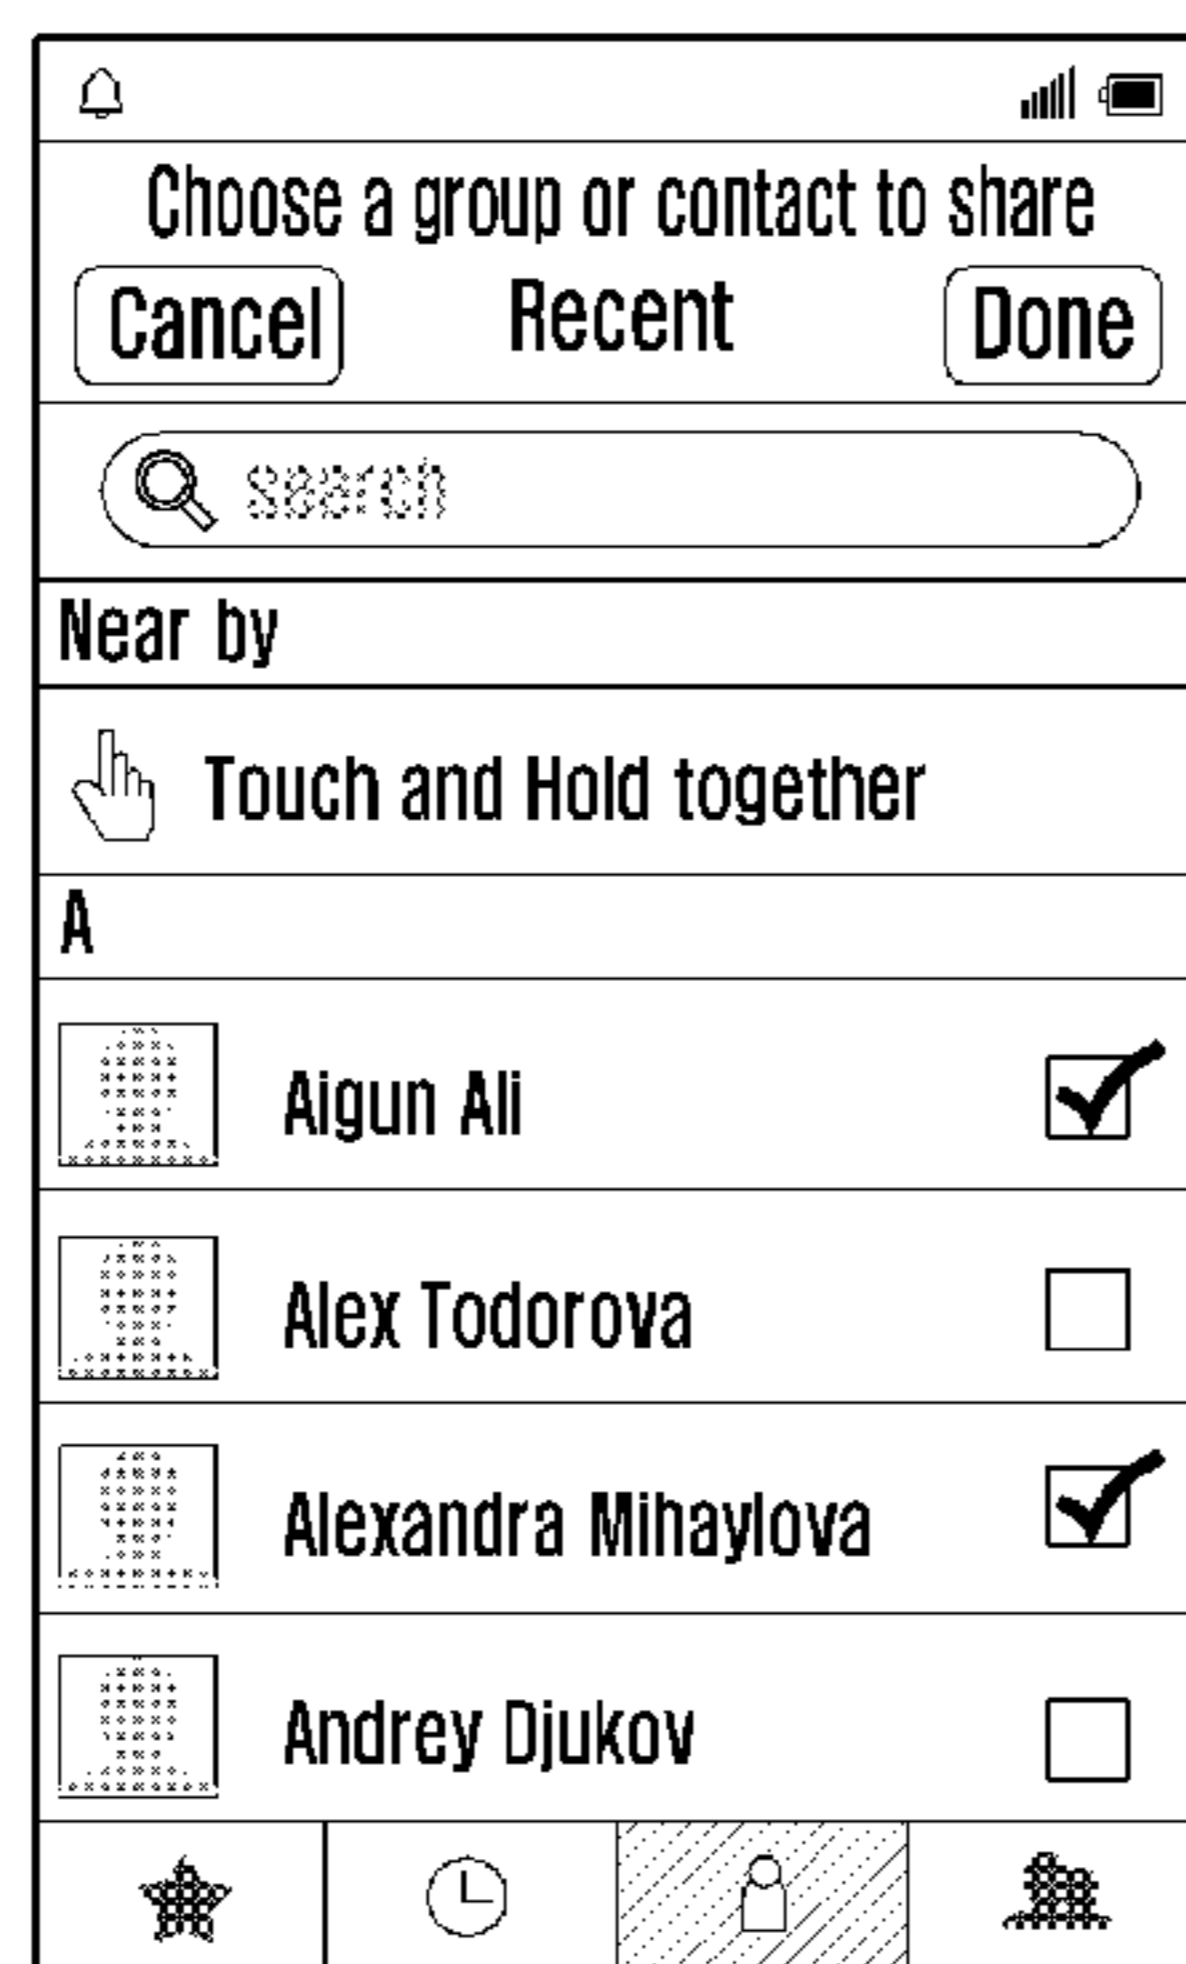 Choose a group or contact to share
Cancel Recent Done
search
Near by
Touch and Hold together
A
Aigun Ali
Alex Todorova
Alexandra Mihaylova
Andrey Djukov